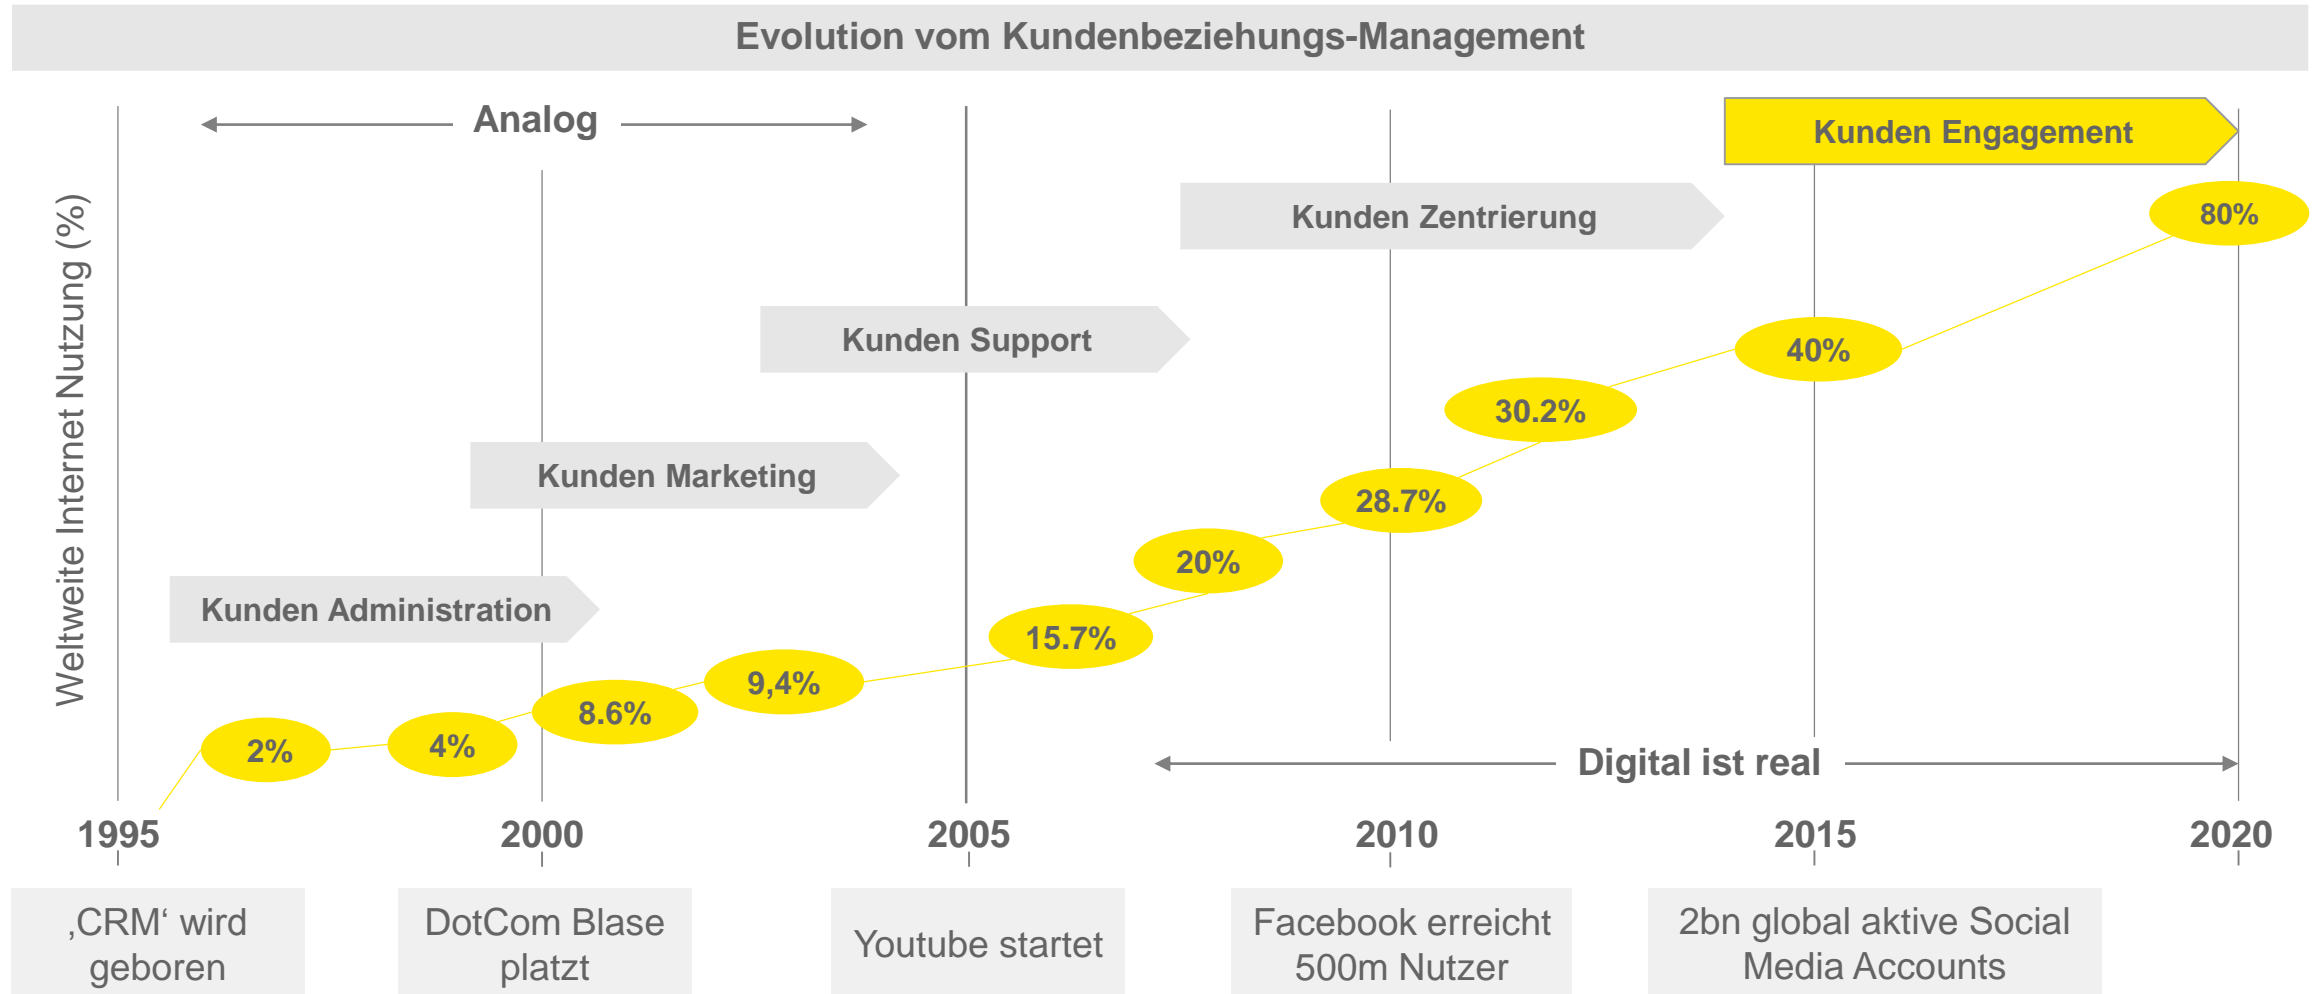 Evolution vom Kundenbeziehungs-Management
Analog
Kunden Engagement
Kunden Zentrierung
80%
Weltweite Internet Nutzung (%)
Kunden Support
40%
30.2%
Kunden Marketing
28.7%
20%
Kunden Administration
15.7%
9,4%
8.6%
4%
2%
Digital ist real
1995
2000
2005
2010
2015
2020
‚CRM‘ wird
geboren
DotCom Blase
platzt
Youtube startet
Facebook erreicht
500m Nutzer
2bn global aktive Social
Media Accounts